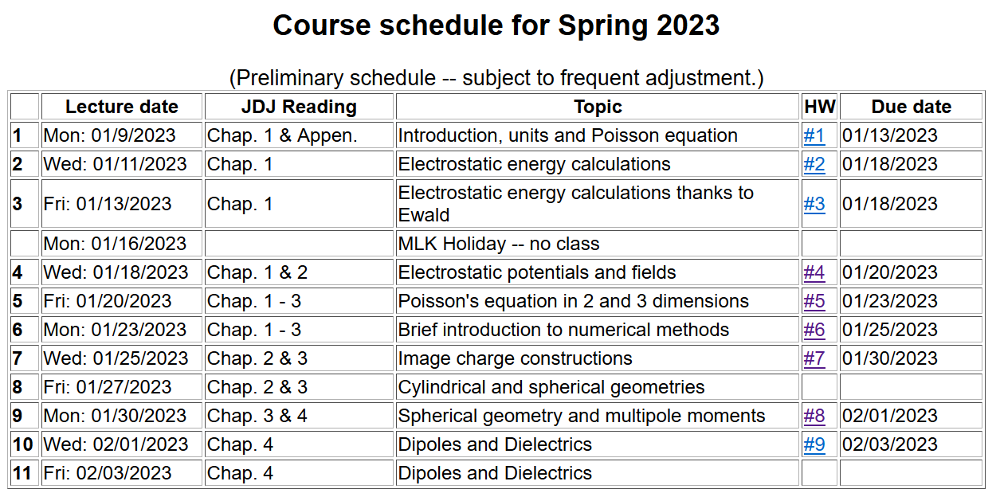 Course schedule for Spring 2023
(Preliminary schedule -- subject to frequent adjustment.)
Lecture date JDJ Reading Topic HW Due date
1 Mon: 01/9/2023 Chap. 1 & Appen. Introduction, units and Poisson equation #1 01/13/2023
2 Wed: 01/11/2023 Chap. 1 Electrostatic energy calculations #2 01/18/2023
3 Fri: 01/13/2023 Chap. 1 Electrostatic energy calculations thanks to
Ewald #3 01/18/2023
Mon: 01/16/2023 MLK Holiday -- no class
4 Wed: 01/18/2023 Chap. 1 & 2 Electrostatic potentials and fields #4 01/20/2023
5 Fri: 01/20/2023 Chap. 1 - 3 Poisson's equation in 2 and 3 dimensions #5 01/23/2023
6 Mon: 01/23/2023 Chap. 1 - 3 Brief introduction to numerical methods #6 01/25/2023
7 Wed: 01/25/2023 Chap. 2 & 3 Image charge constructions #7 01/30/2023
8 Fri: 01/27/2023 Chap. 2 & 3 Cylindrical and spherical geometries
9 Mon: 01/30/2023 Chap. 3 & 4 Spherical geometry and multipole moments #8 02/01/2023
10 Wed: 02/01/2023 Chap. 4 Dipoles and Dielectrics #9 02/03/2023
11 Fri: 02/03/2023 Chap. 4 Dipoles and Dielectrics